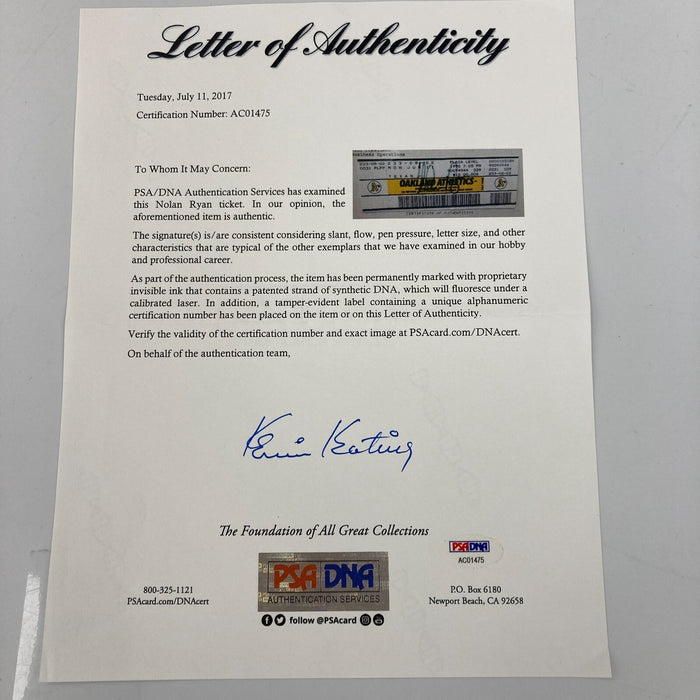 Letter of Authenticity
Tuesday, July 11, 2017
Certification Number: AC01475
To Whom It May Concern:
OAKLAND ATHLETICS
PSA/DNA Authentication Services has examined
this Nolan Ryan ticket. In our opinion, the
aforementioned item is authentic.
The signature(s) is/are consistent considering slant, flow, pen pressure, letter size, and other
characteristics that are typical of the other exemplars that we have examined in our hobby
and professional career.
As part of the authentication process, the item has been permanently marked with proprietary
invisible ink that contains a patented strand of synthetic DNA, which will fluoresce under a
calibrated laser. In addition, a tamper-evident label containing a unique alphanumeric
certification number has been placed on the item or on this Letter of Authenticity.
Verify the validity of the certification number and exact image at PSAcard.com/DNAcert.
On behalf of the authentication team,
Kevin Keating
The Foundation of All Great Collections
PSA DNA
AC01475
PSA DNA
AUTHENTICATION SERVICES
800-325-1121
PSAcard.com/DNAcert
P.O. Box 6180
Newport Beach, CA 92658
follow @PSAcard